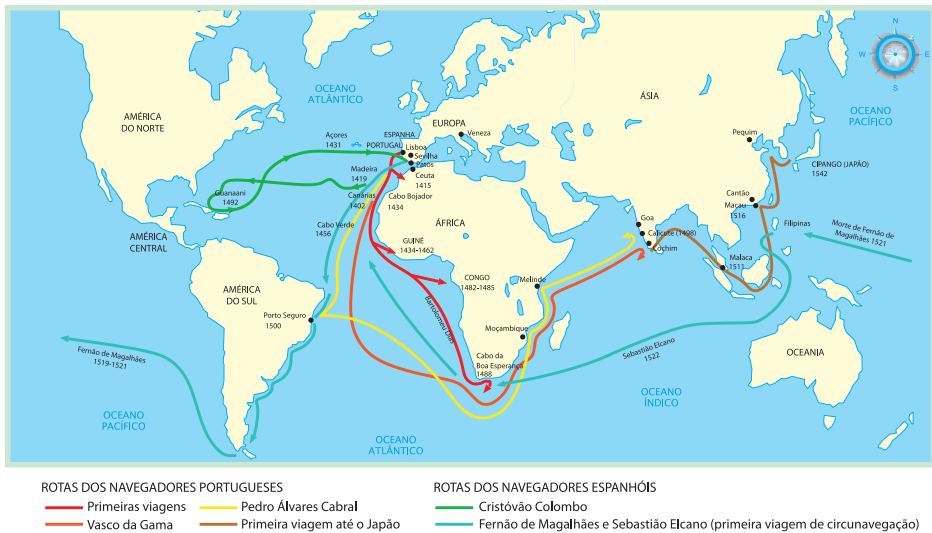 N
W
E
S
OCEANO
ATLÂNTICO
AMÉRICA
DO NORTE
EUROPA
ÁSIA
OCEANO
PACÍFICO
Açores
1431
ESPANHA
PORTUGAL
Lisboa
Sevilha
Palos
Veneza
Pequim
CIPANGO (JAPÃO)
1542
Madeira
1419
Ceuta
1415
Guanaani
1492
Canárias
1402
Cabo Bojador
1434
Cantão
Macau
1516
Goa
Calicute (1498)
Cochim
Filipinas
Morte de Fernão de
Magalhães 1521
AMÉRICA
CENTRAL
Cabo Verde
1456
ÁFRICA
GUINÉ
1434-1462
Malaca
1511
CONGO
1482-1485
Melinde
AMÉRICA
DO SUL
Porto Seguro
1500
Bartolomeu Dias
Moçambique
Cabo da
Boa Esperança
1488
Sebastião Elcano
1522
OCEANIA
Fernão de Magalhães
1519-1521
OCEANO
PACÍFICO
OCEANO
ÍNDICO
OCEANO
ATLÂNTICO
ROTAS DOS NAVEGADORES PORTUGUESES
Primeiras viagens
Pedro Álvares Cabral
Vasco da Gama
Primeira viagem até o Japão
ROTAS DOS NAVEGADORES ESPANHÓIS
Cristóvão Colombo
Fernão de Magalhães e Sebastião Elcano (primeira viagem de circunavegação)